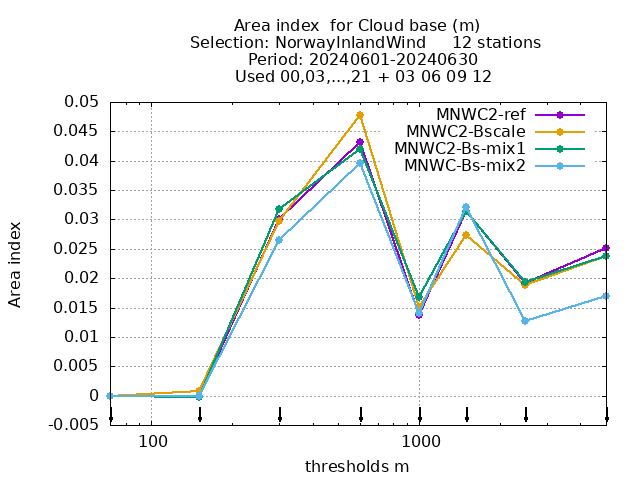 Area index  for Cloud base (m)
Selection: NorwayInlandWind     12 stations
Period: 20240601-20240630
Used 00,03,...,21 + 03 06 09 12
MNWC2-ref
MNWC2-Bscale
MNWC2-Bs-mix1
MNWC-Bs-mix2
0.05
0.045
0.04
0.035
0.03
0.025
0.02
0.015
0.01
0.005
0
-0.005
Area index
100 1000
thresholds m